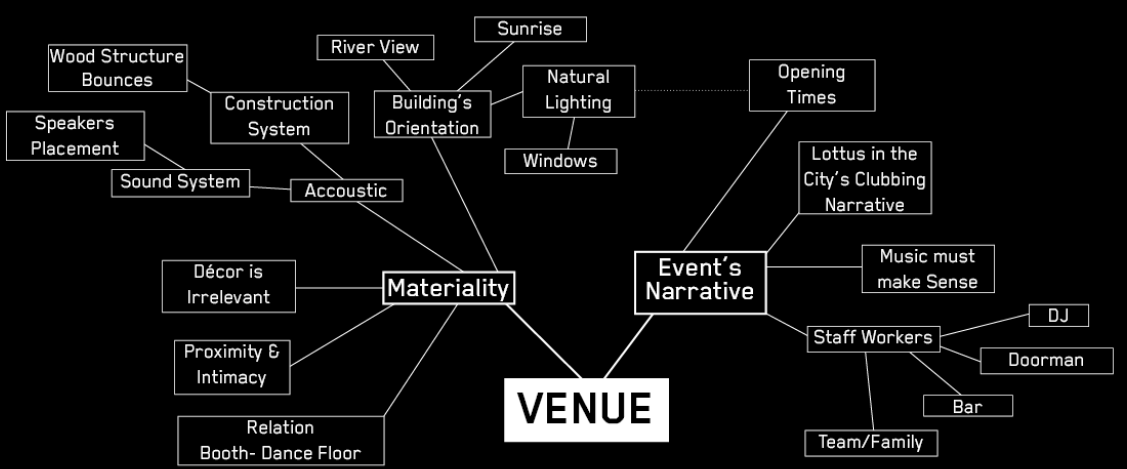 Sunrise
River View
Wood Structure
Bounces
Natural
Lighting
Opening
Times
Building's
Orientation
Construction
System
Speakers
Placement
Windows
Lottus in the
City's Clubbing
Narrative
Sound System
Accoustic
Music must
make Sense
Event's
Narrative
Décor is
Irrelevant
Materiality
DJ
Staff Workers
Doorman
Proximity &
Intimacy
VENUE
Bar
Relation
Booth- Dance Floor
Team/Family